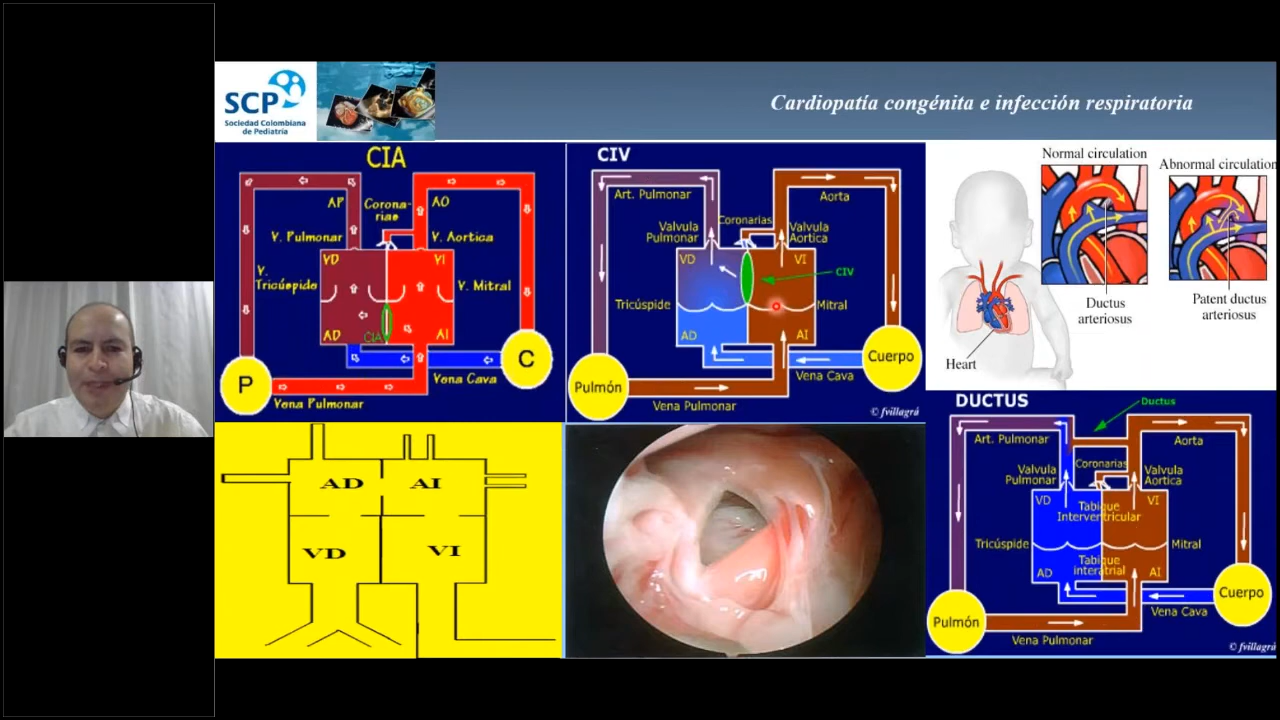 SCP
Sociedad Colombiana
de Pediatría
Cardiopatía congénita e infección respiratoria
CIA
AP
Corona-
rias
AO
V. Pulmonar
V. Aortica
VD
VI
V.
Tricúspide
V. Mitral
AD
CIA
AI
P
C
Vena Cava
Vena Pulmonar
CIV
Art. Pulmonar
Aorta
Coronarias
Valvula
Pulmonar
Valvula
Aortica
VD
VI
CIV
Tricúspide
Mitral
AD
AI
Pulmón
Cuerpo
Vena Cava
Vena Pulmonar
© fvillagrá
Normal circulation
Abnormal circulation
Ductus
arteriosus
Patent ductus
arteriosus
Heart
AD
AI
VD
VI
DUCTUS
Ductus
Art. Pulmonar
Aorta
Valvula
Pulmonar
Coronarias
Valvula
Aortica
VD
VI
Tabique
Interventricular
Tricúspide
Mitral
Tabique
interatrial
AD
AI
Pulmón
Cuerpo
Vena Cava
Vena Pulmonar
© fvillagrá